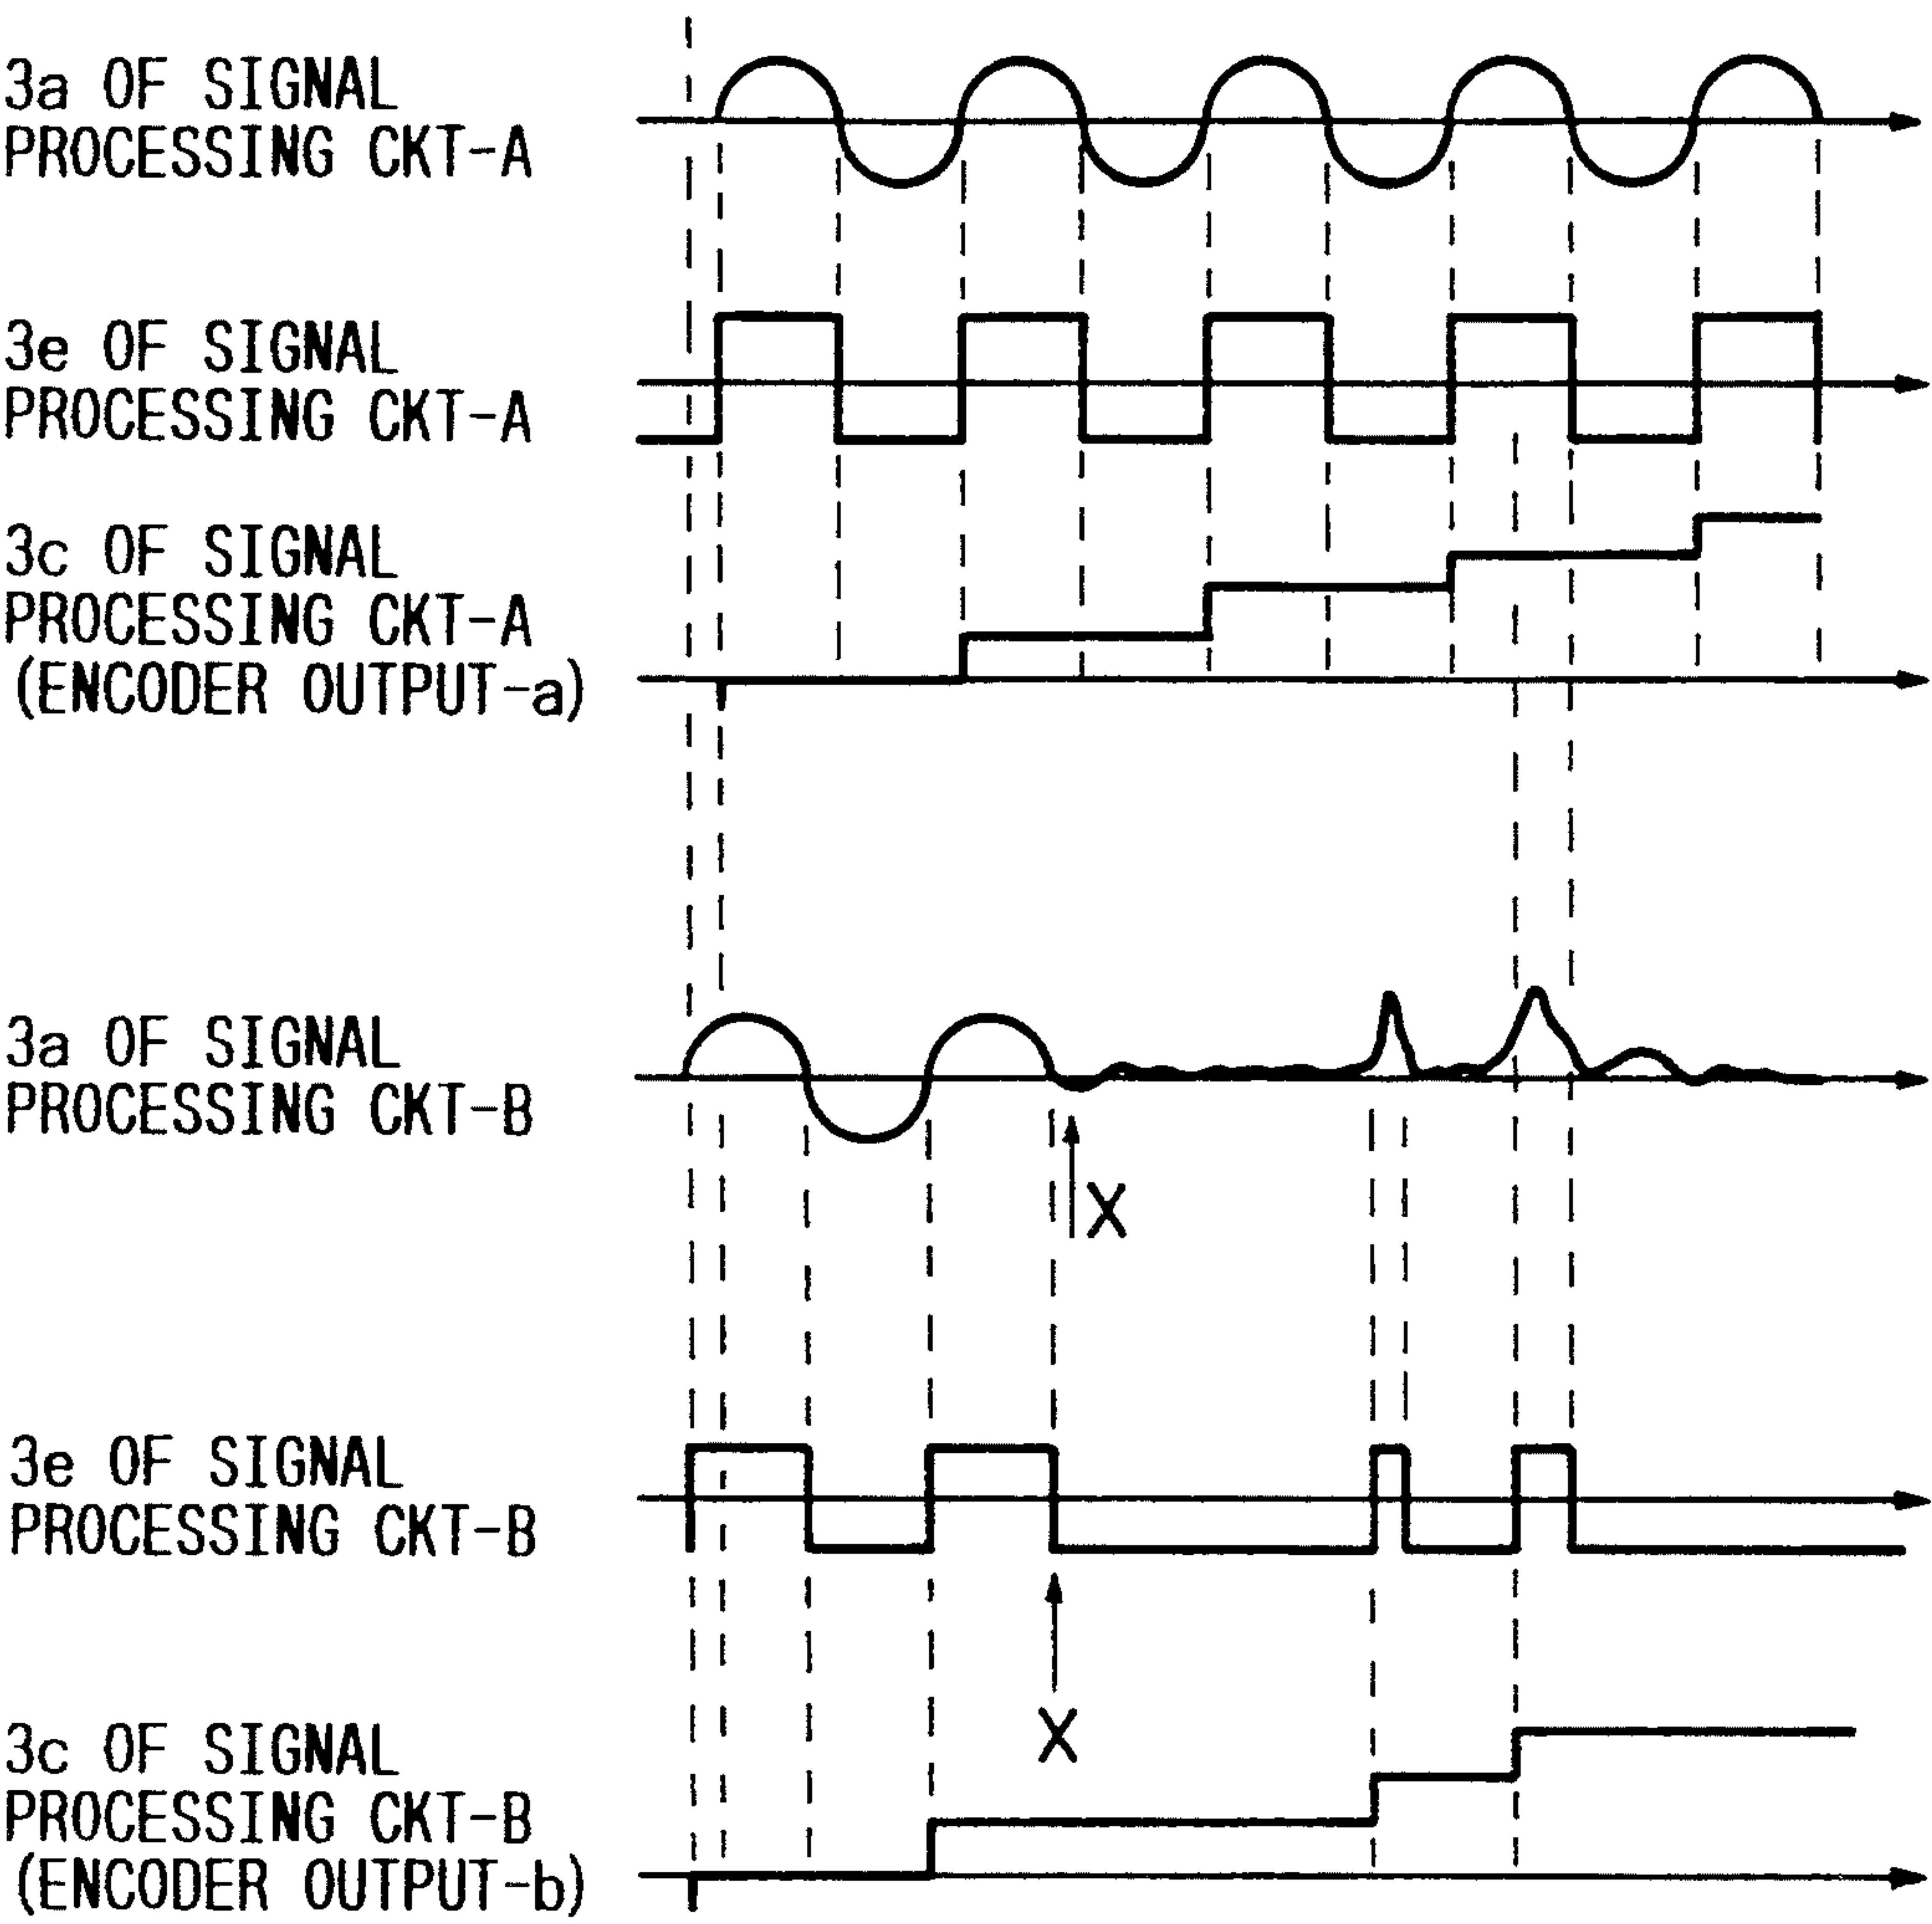 3a OF SIGNAL
PROCESSING CKT-A
3e OF SIGNAL
PROCESSING CKT-A
3c OF SIGNAL
PROCESSING CKT-A
(ENCODER OUTPUT-a)
3a OF SIGNAL
PROCESSING CKT-B
X
3e OF SIGNAL
PROCESSING CKT-B
X
3c OF SIGNAL
PROCESSING CKT-B
(ENCODER OUTPUT-b)